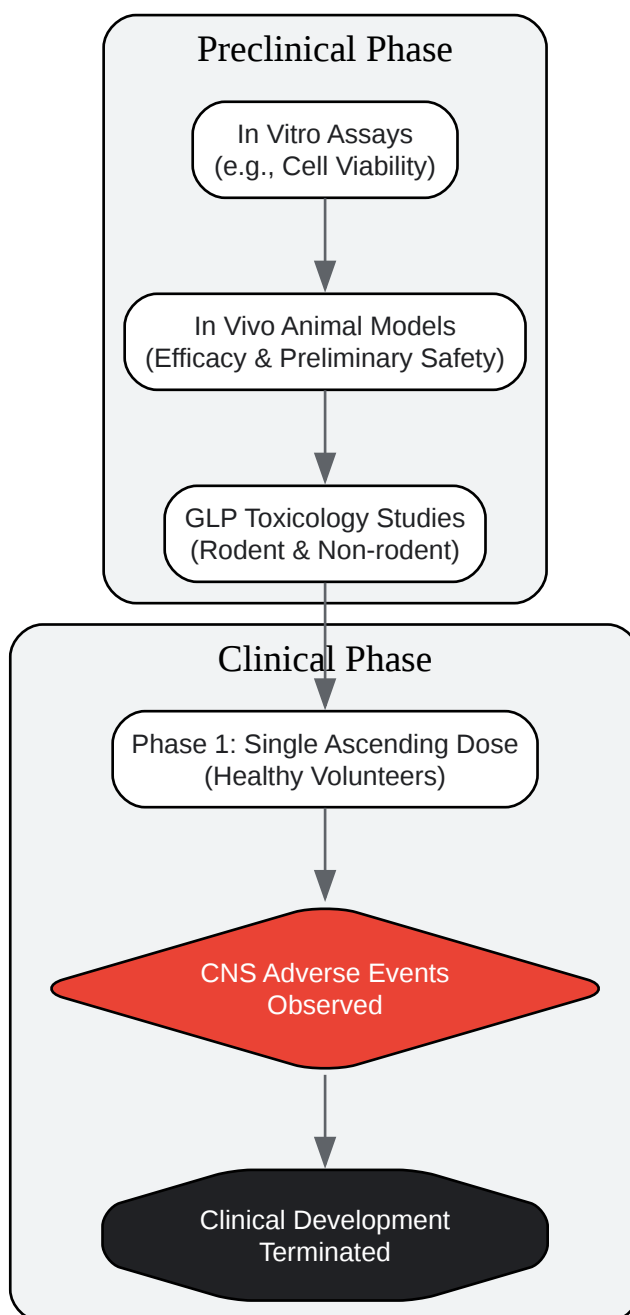 Preclinical Phase
In Vitro Assays
(e.g., Cell Viability)
In Vivo Animal Models
(Efficacy & Preliminary Safety)
GLP Toxicology Studies
(Rodent & Non-rodent)
Clinical Phase
Phase 1: Single Ascending Dose
(Healthy Volunteers)
CNS Adverse Events
Observed
Clinical Development
Terminated